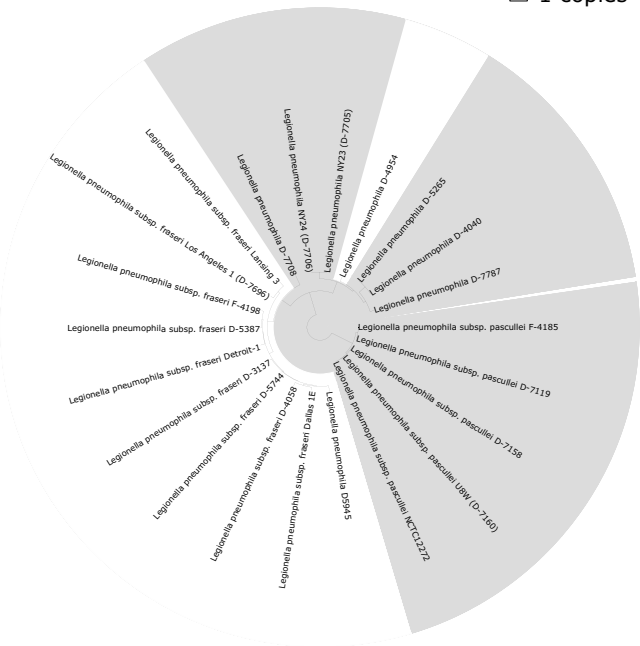 1 copies
Legionella pneumophila NY23 (D-7705)
Legionella pneumophila D-4954
Legionella pneumophila D-5265
Legionella pneumophila D-4040
Legionella pneumophila D-7787
Legionella pneumophila subsp. pascullei F-4185
Legionella pneumophila subsp. pascullei D-7119
Legionella pneumophila subsp. pascullei D-7158
Legionella pneumophila subsp. pascullei U8W (D-7160)
Legionella pneumophila subsp. pascullei NCTC12272
Legionella pneumophila D5945
Legionella pneumophila subsp. fraseri Dallas 1E
Legionella pneumophila subsp. fraseri D-4058
Legionella pneumophila subsp. fraseri D-5744
Legionella pneumophila subsp. fraseri D-3137
Legionella pneumophila subsp. fraseri Detroit-1
Legionella pneumophila subsp. fraseri D-5387
Legionella pneumophila subsp. fraseri F-4198
Legionella pneumophila subsp. fraseri Los Angeles 1 (D-7696)
Legionella pneumophila subsp. fraseri Lansing 3
Legionella pneumophila D-7708
Legionella pneumophila NY24 (D-7706)